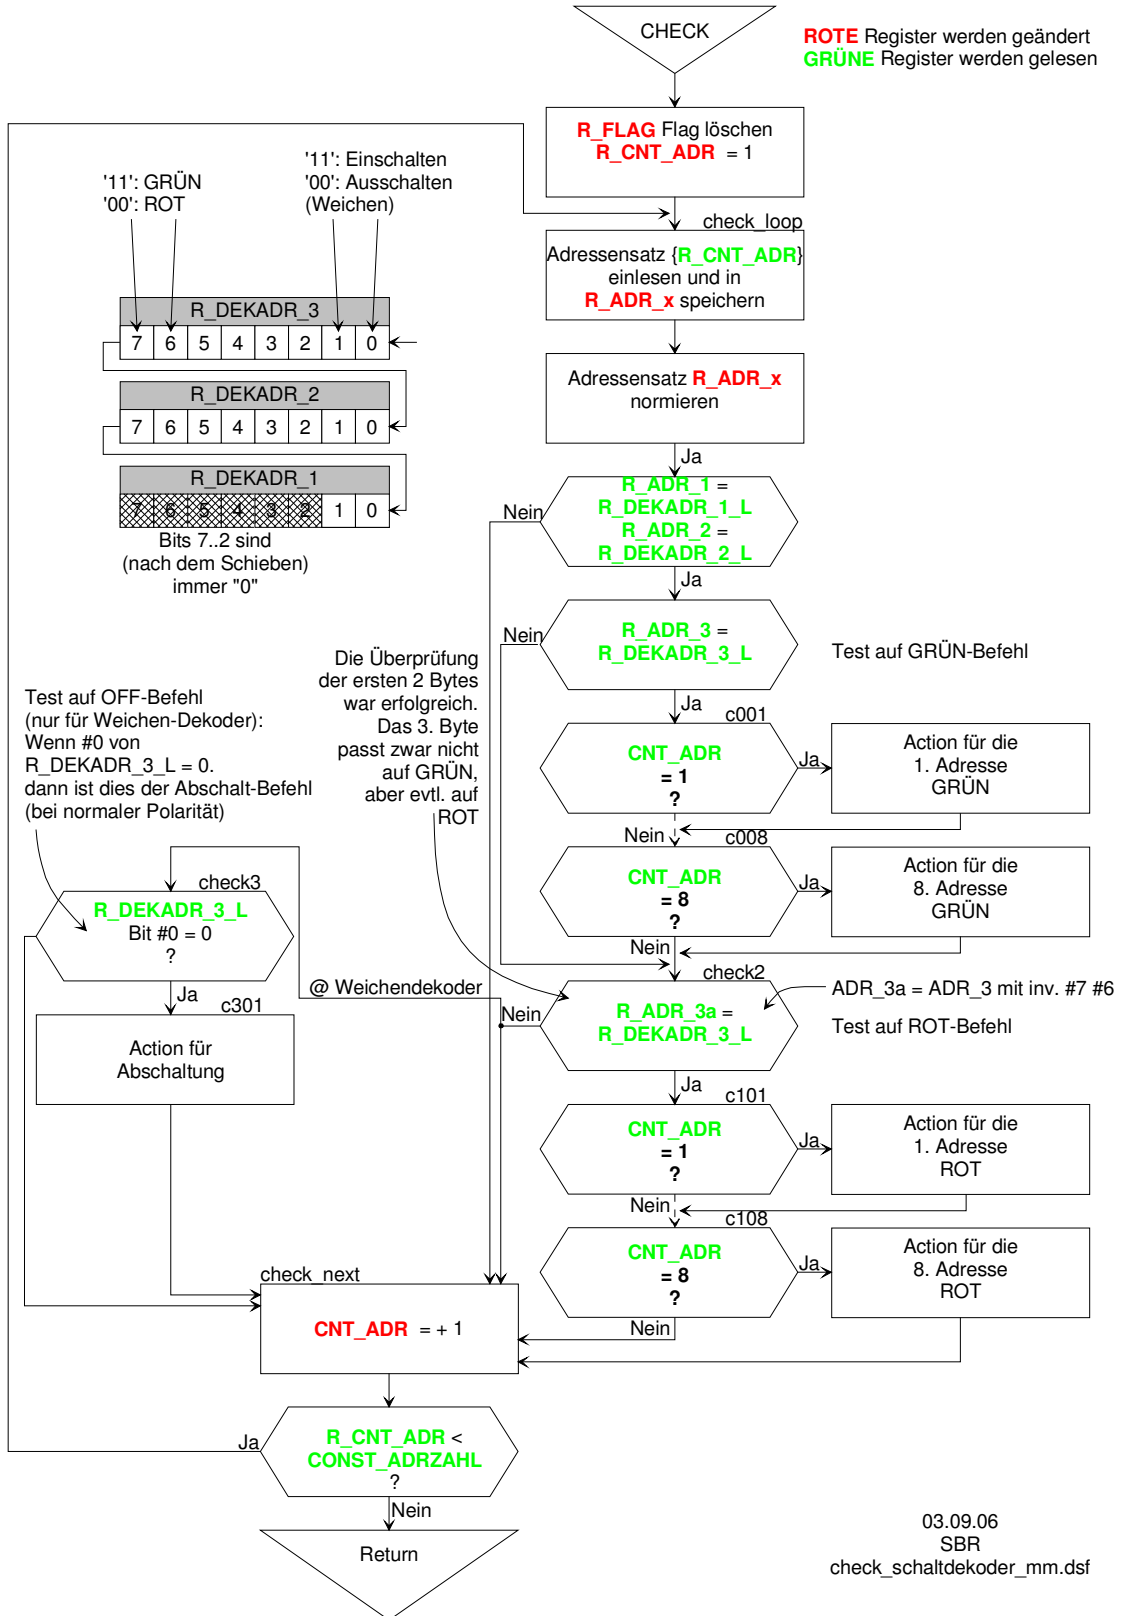 CHECK
ROTE Register werden geändert
GRÜNE Register werden gelesen
R_FLAG Flag löschen
R_CNT_ADR = 1
'11': GRÜN
'00': ROT
'11': Einschalten
'00': Ausschalten
(Weichen)
check_loop
Adressensatz {R_CNT_ADR}
einlesen und in
R_ADR_x speichern
R_DEKADR_3
7 6 5 4 3 2 1 0
R_DEKADR_2
7 6 5 4 3 2 1 0
R_DEKADR_1
7 6 5 4 3 2 1 0
Bits 7..2 sind
(nach dem Schieben)
immer "0"
Adressensatz R_ADR_x
normieren
Ja
R_ADR_1 =
R_DEKADR_1_L
R_ADR_2 =
R_DEKADR_2_L
Nein
Ja
R_ADR_3 =
R_DEKADR_3_L
Nein
Test auf GRÜN-Befehl
Die Überprüfung
der ersten 2 Bytes
war erfolgreich.
Das 3. Byte
passt zwar nicht
auf GRÜN,
aber evtl. auf
ROT
Test auf OFF-Befehl
(nur für Weichen-Dekoder):
Wenn #0 von
R_DEKADR_3_L = 0.
dann ist dies der Abschalt-Befehl
(bei normaler Polarität)
Ja
c001
CNT_ADR
= 1
?
Ja
Action für die
1. Adresse
GRÜN
Nein
c008
CNT_ADR
= 8
?
Ja
Action für die
8. Adresse
GRÜN
Nein
check3
R_DEKADR_3_L
Bit #0 = 0
?
Ja
c301
Action für
Abschaltung
@ Weichendekoder
check2
Nein
R_ADR_3a =
R_DEKADR_3_L
ADR_3a = ADR_3 mit inv. #7 #6
Test auf ROT-Befehl
Ja
c101
CNT_ADR
= 1
?
Ja
Action für die
1. Adresse
ROT
Nein
c108
CNT_ADR
= 8
?
Ja
Action für die
8. Adresse
ROT
Nein
check_next
CNT_ADR = + 1
Ja
R_CNT_ADR <
CONST_ADRZAHL
?
Nein
Return
03.09.06
SBR
check_schaltdekoder_mm.dsf